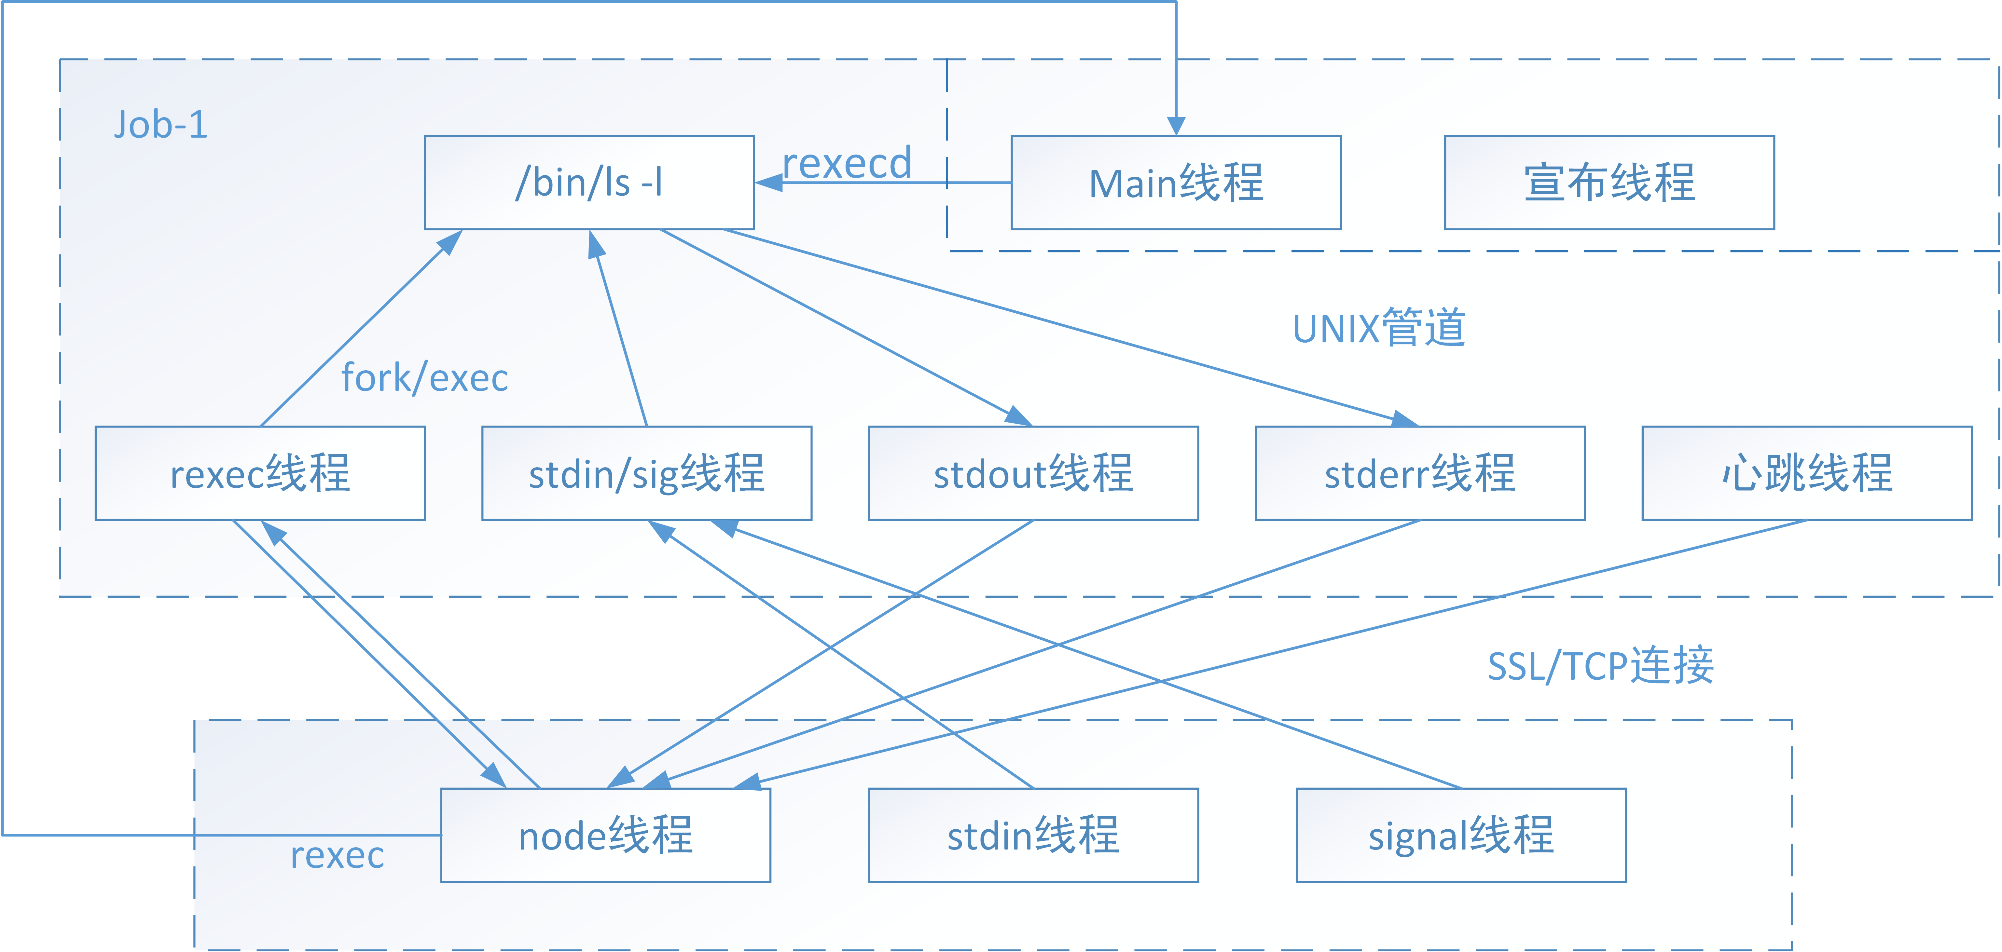 Job-1
/bin/ls -l
rexecd
Main线程
宣布线程
UNIX管道
fork/exec
rexec线程
stdin/sig线程
stdout线程
stderr线程
心跳线程
SSL/TCP连接
node线程
stdin线程
signal线程
rexec